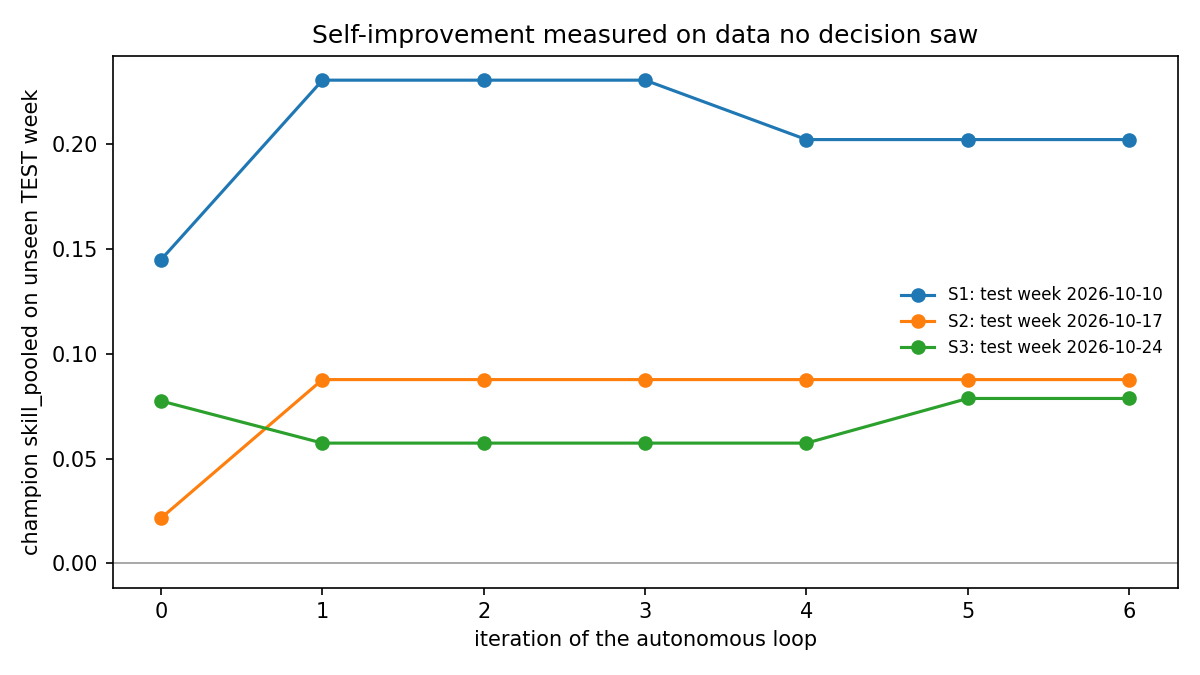 Self-improvement measured on data no decision saw
champion skill_pooled on unseen TEST week
0.20
0.15
0.10
0.05
0.00
S1: test week 2026-10-10
S2: test week 2026-10-17
S3: test week 2026-10-24
0 1 2 3 4 5 6
iteration of the autonomous loop